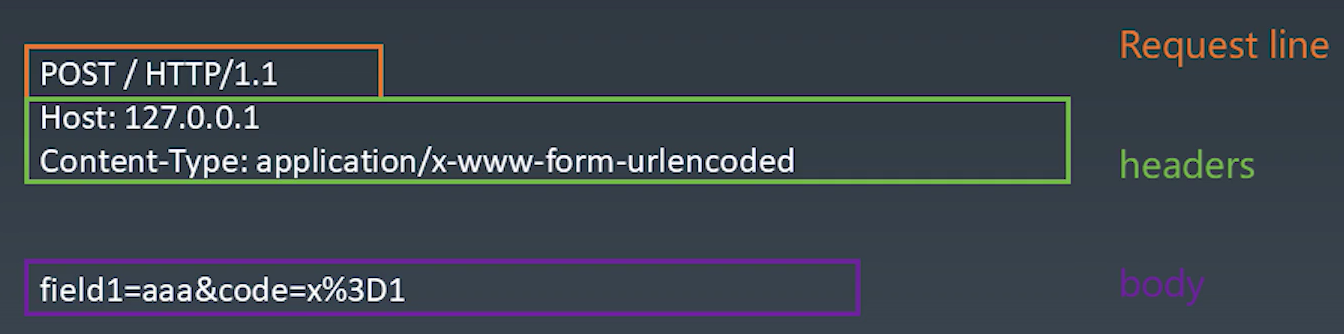 Request line
POST / HTTP/1.1
Host: 127.0.0.1
Content-Type: application/x-www-form-urlencoded
headers
field1=aaa&code=x%3D1
body